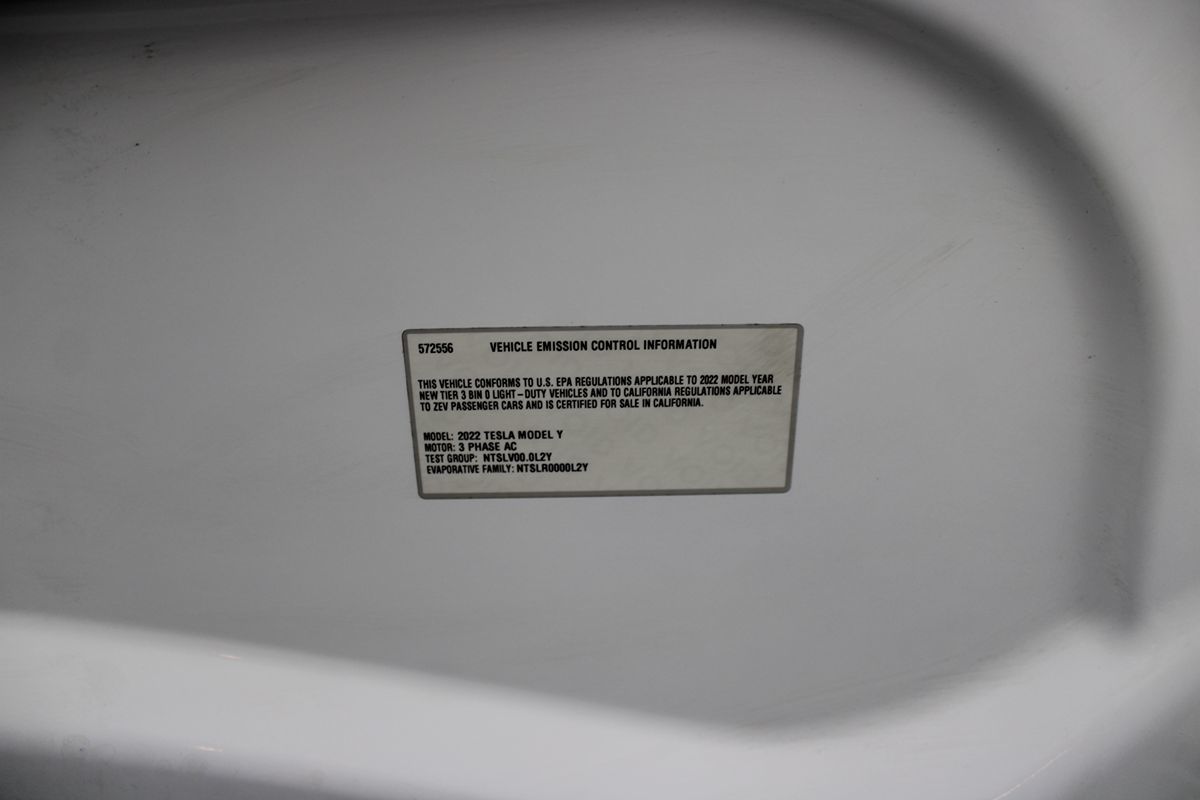 572556 VEHICLE EMISSION CONTROL INFORMATION
THIS VEHICLE CONFORMS TO U.S. EPA REGULATIONS APPLICABLE TO 2022 MODEL YEAR
NEW TIER 3 BIN 0 LIGHT-DUTY VEHICLES AND TO CALIFORNIA REGULATIONS APPLICABLE
TO ZEV PASSENGER CARS AND IS CERTIFIED FOR SALE IN CALIFORNIA.
MODEL: 2022 TESLA MODEL Y
MOTOR: 3 PHASE AC
TEST GROUP: NTSLV00.0L2Y
EVAPORATIVE FAMILY: NTSLR0000L2Y